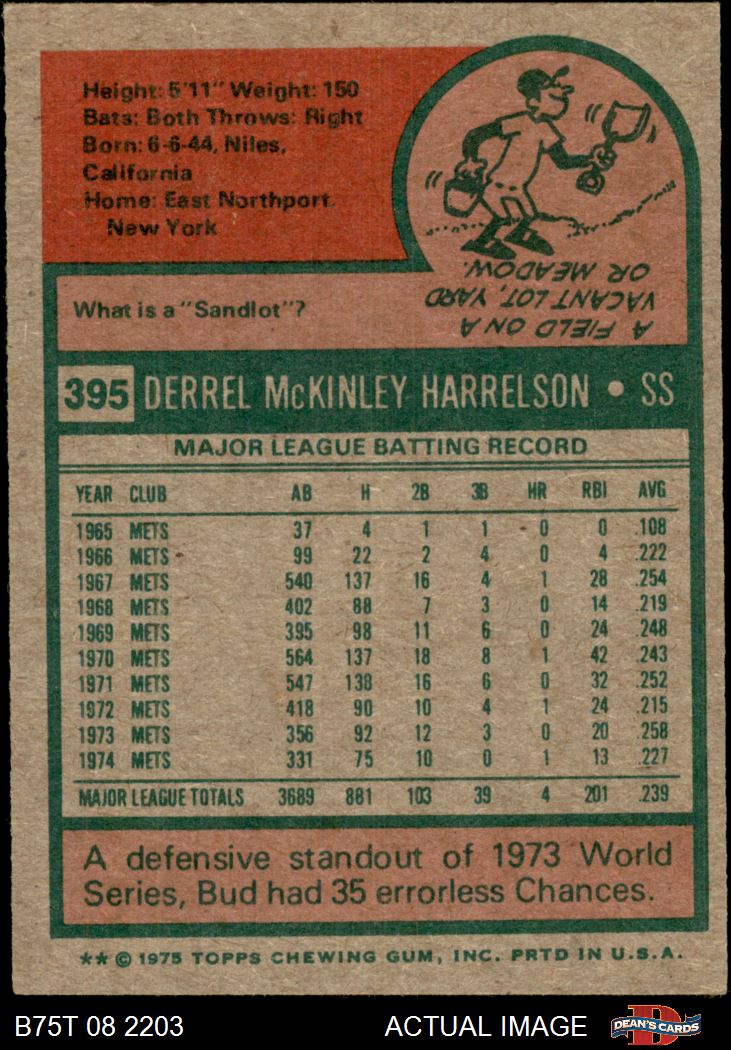 Height: 5'11" Weight: 150
Bats: Both Throws: Right
Born: 6-6-44, Niles,
California
Home: East Northport,
New York
What is a "Sandlot"?
A FIELD ON A
VACANT LOT, YARD
OR MEADOW.
395 DERREL McKINLEY HARRELSON • SS
MAJOR LEAGUE BATTING RECORD
YEAR CLUB AB H 2B 3B HR RBI AVG
1965 METS 37 4 1 1 0 0 .108
1966 METS 99 22 2 4 0 4 .222
1967 METS 540 137 16 4 1 28 .254
1968 METS 402 88 7 3 0 14 .219
1969 METS 395 98 11 6 0 24 .248
1970 METS 564 137 18 8 1 42 .243
1971 METS 547 138 16 6 0 32 .252
1972 METS 418 90 10 4 1 24 .215
1973 METS 356 92 12 3 0 20 .258
1974 METS 331 75 10 0 1 13 .227
MAJOR LEAGUE TOTALS 3689 881 103 39 4 201 .239
A defensive standout of 1973 World
Series, Bud had 35 errorless Chances.
** © 1975 TOPPS CHEWING GUM, INC. PRTD IN U.S.A.
B75T 08 2203 ACTUAL IMAGE DEAN'S CARDS